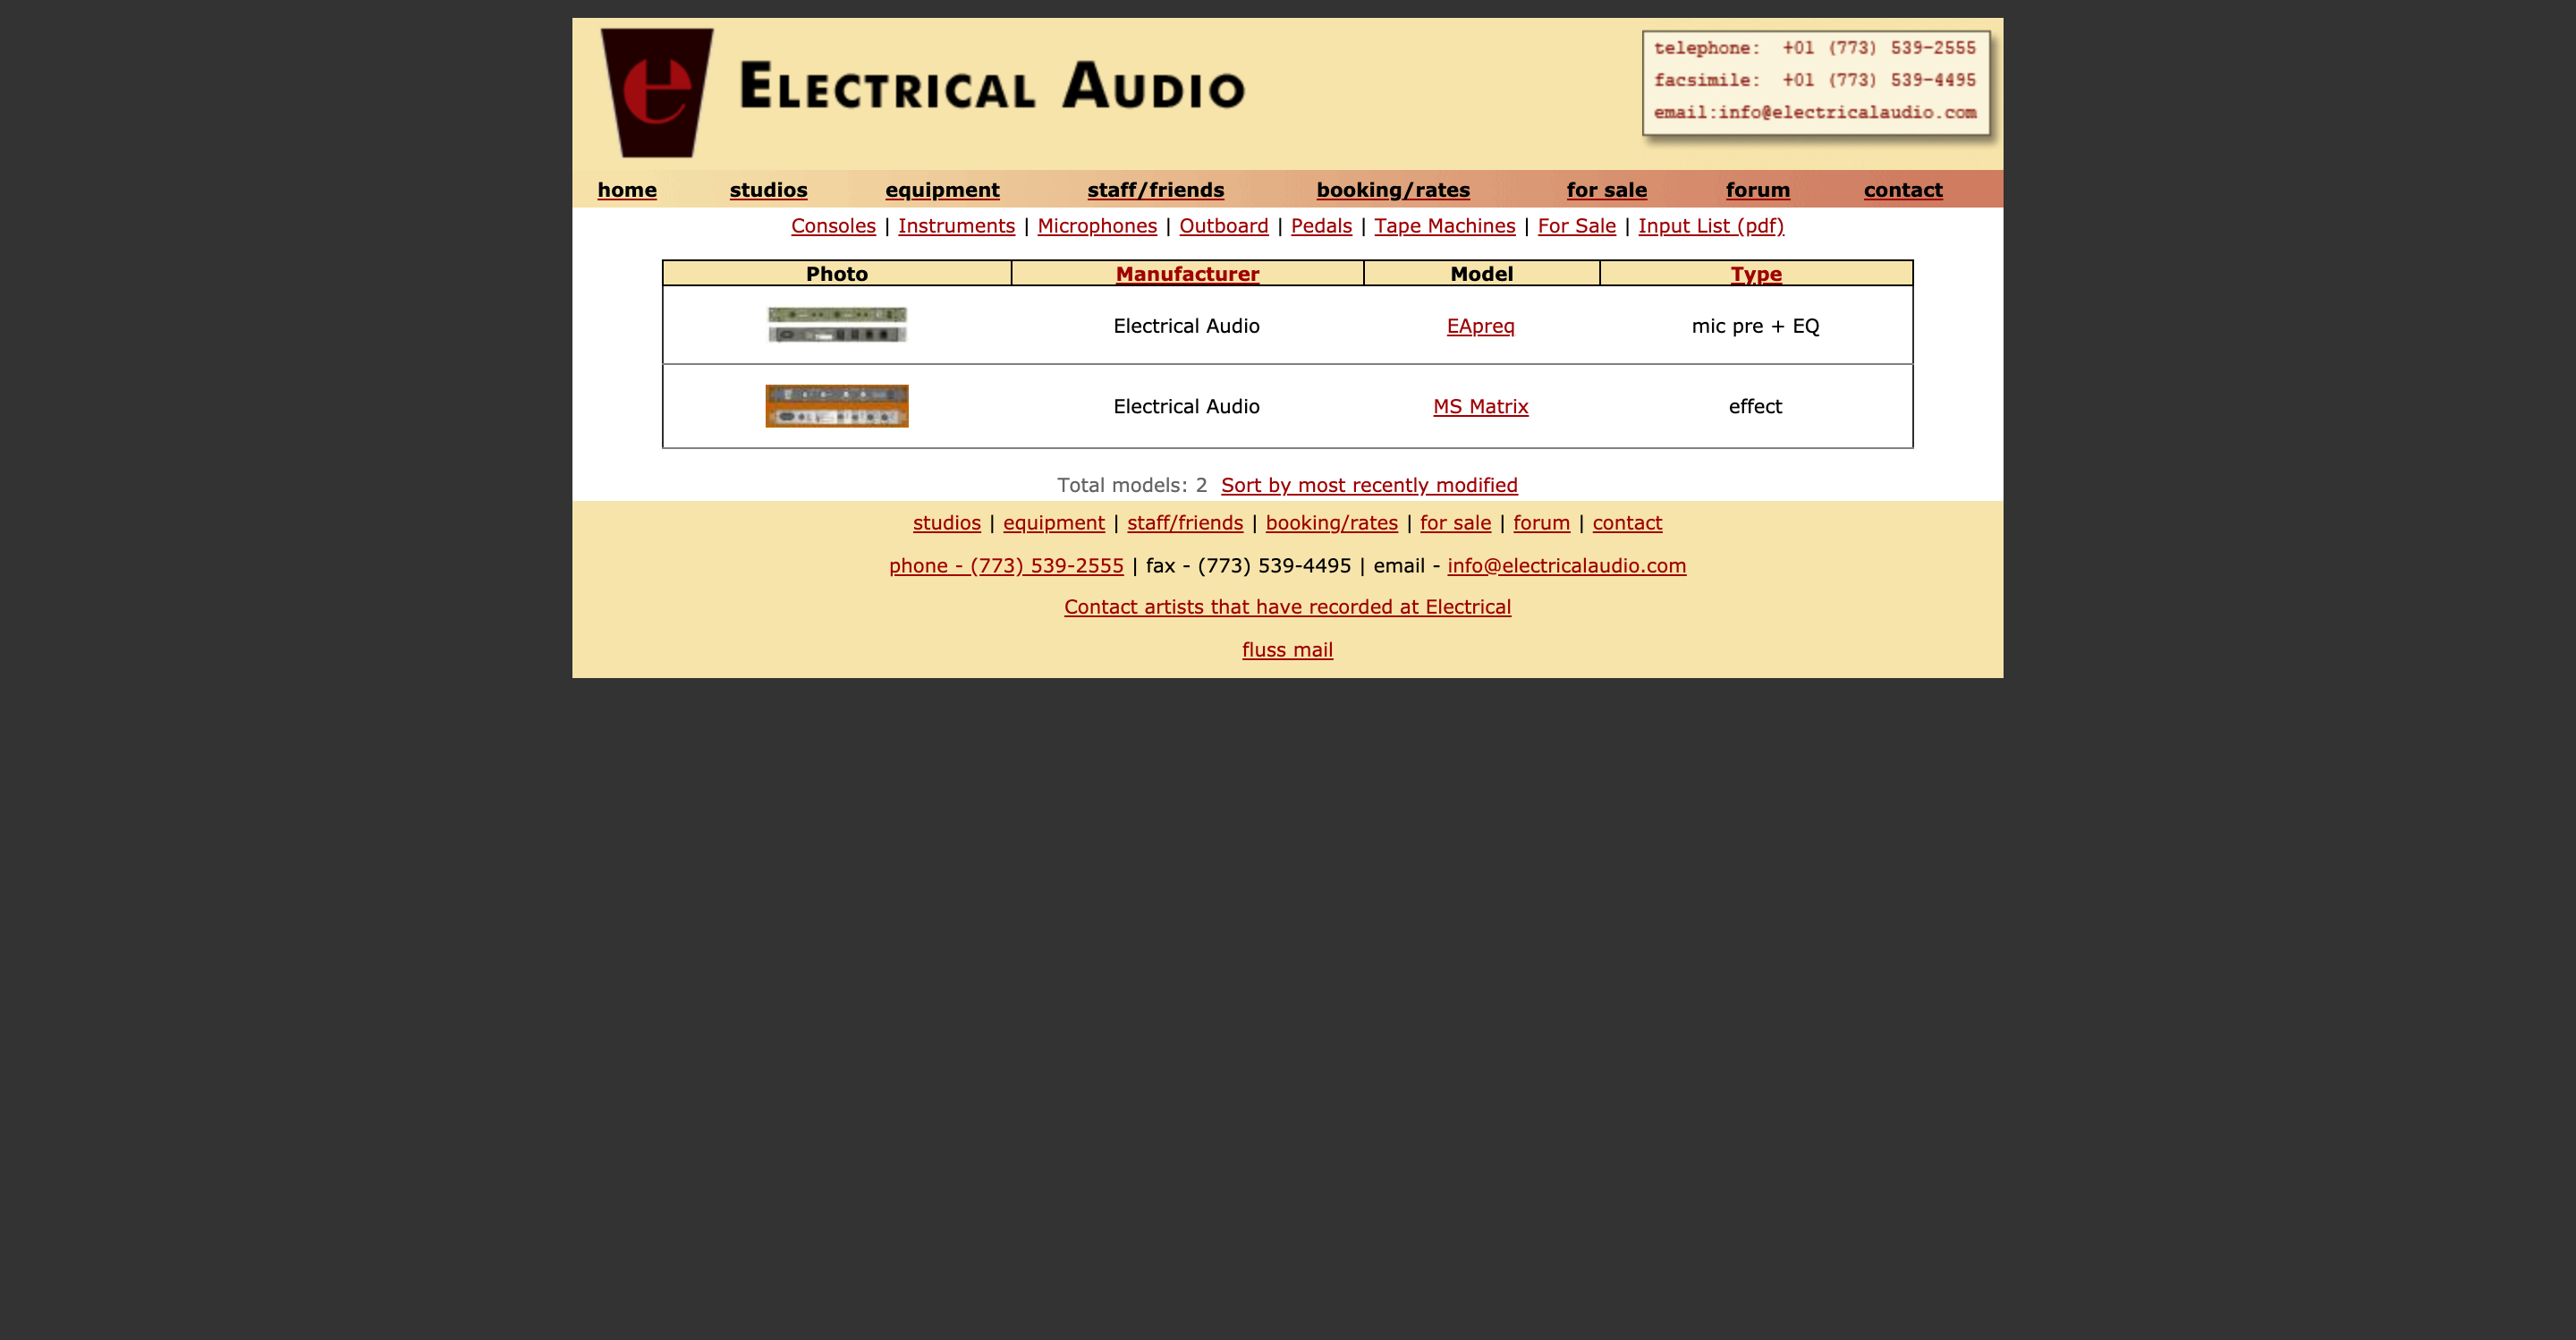 e ELECTRICAL AUDIO
telephone: +01 (773) 539-2555
facsimile: +01 (773) 539-4495
email:info@electricalaudio.com
home studios equipment staff/friends booking/rates for sale forum contact
Consoles | Instruments | Microphones | Outboard | Pedals | Tape Machines | For Sale | Input List (pdf)
Photo Manufacturer Model Type
Electrical Audio EApreq mic pre + EQ
Electrical Audio MS Matrix effect
Total models: 2 Sort by most recently modified
studios | equipment | staff/friends | booking/rates | for sale | forum | contact
phone - (773) 539-2555 | fax - (773) 539-4495 | email - info@electricalaudio.com
Contact artists that have recorded at Electrical
fluss mail